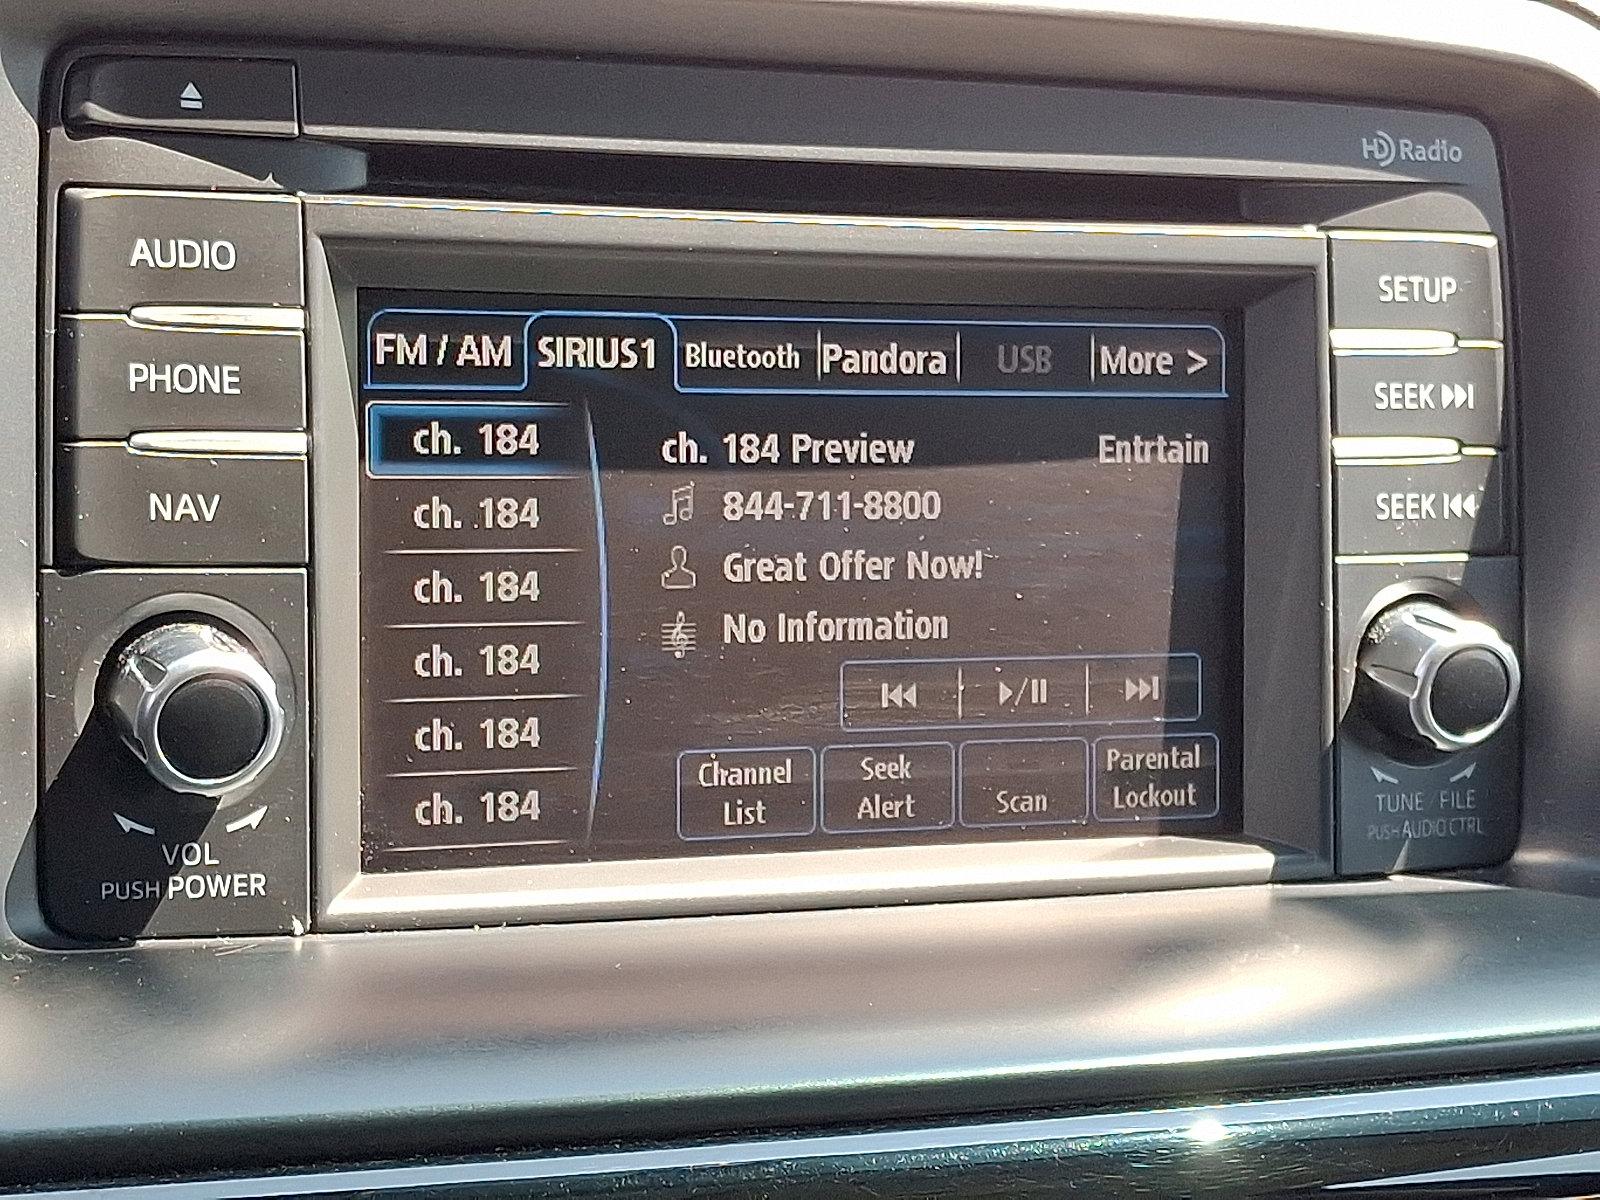 HD Radio
AUDIO
PHONE
NAV
VOL
PUSH POWER
FM / AM
SIRIUS1
Bluetooth
Pandora
USB
More >
ch. 184
ch. 184
ch. 184
ch. 184
ch. 184
ch. 184
ch. 184 Preview
Entrtain
844-711-8800
Great Offer Now!
No Information
Channel
List
Seek
Alert
Scan
Parental
Lockout
SETUP
SEEK
SEEK
TUNE / FILE
PUSH AUDIO CTRL